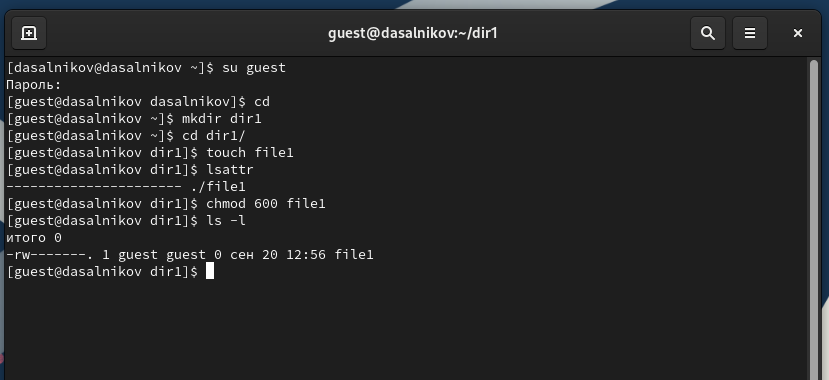 guest@dasalnikov:~/dir1
[dasalnikov@dasalnikov ~]$ su guest
Пароль:
[guest@dasalnikov dasalnikov]$ cd
[guest@dasalnikov ~]$ mkdir dir1
[guest@dasalnikov ~]$ cd dir1/
[guest@dasalnikov dir1]$ touch file1
[guest@dasalnikov dir1]$ lsattr
---------------------- ./file1
[guest@dasalnikov dir1]$ chmod 600 file1
[guest@dasalnikov dir1]$ ls -l
итого 0
-rw-------. 1 guest guest 0 сен 20 12:56 file1
[guest@dasalnikov dir1]$